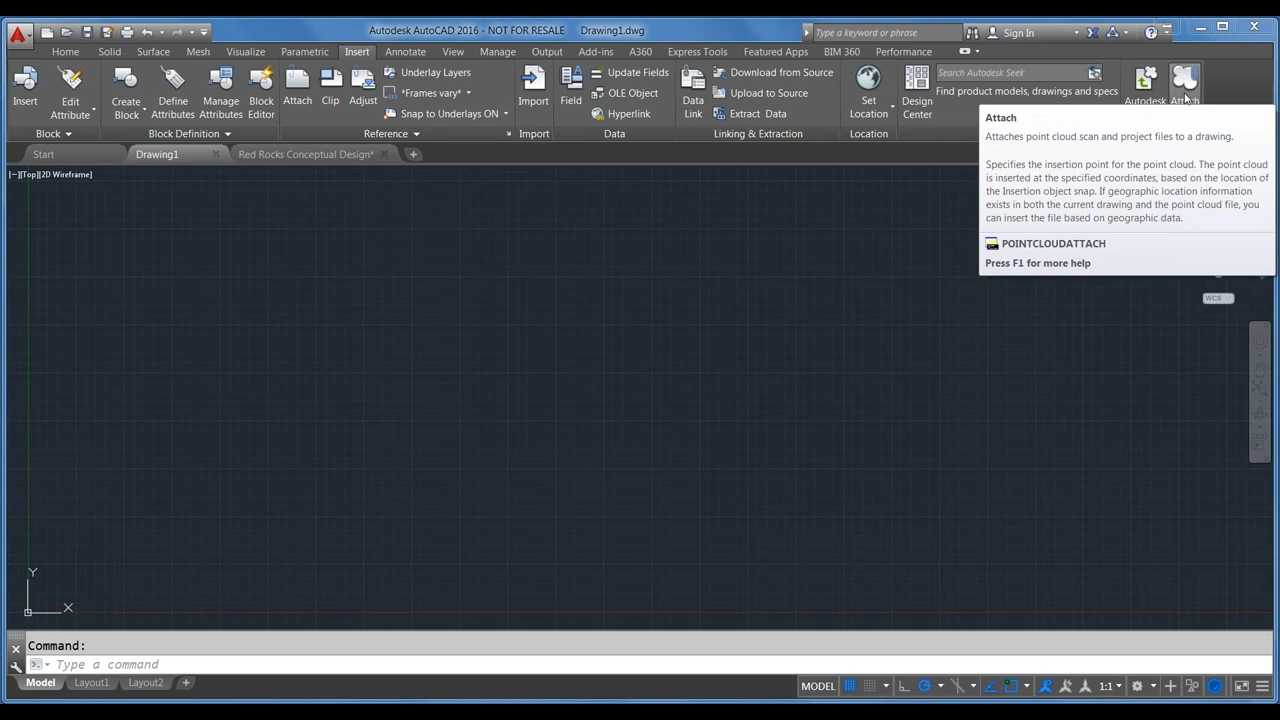 Autodesk AutoCAD 2016 - NOT FOR RESALE Drawing1.dwg
Type a keyword or phrase
Sign In
Home Solid Surface Mesh Visualize Parametric Insert Annotate View Manage Output Add-ins A360 Express Tools Featured Apps BIM 360 Performance
Insert
Edit
Attribute
Create
Block
Define
Attributes
Manage
Attributes
Block
Editor
Attach
Clip
Adjust
Underlay Layers
*Frames vary*
Snap to Underlays ON
Import
Field
Update Fields
OLE Object
Hyperlink
Data
Link
Download from Source
Upload to Source
Extract Data
Set
Location
Design
Center
Search Autodesk Seek
Find product models, drawings and specs
Autodesk
Attach
Block
Block Definition
Reference
Import
Data
Linking & Extraction
Location
Start
Drawing1
Red Rocks Conceptual Design*
[−][Top][2D Wireframe]
Attach
Attaches point cloud scan and project files to a drawing.
Specifies the insertion point for the point cloud. The point cloud
is inserted at the specified coordinates, based on the location of
the Insertion object snap. If geographic location information
exists in both the current drawing and the point cloud file, you
can insert the file based on geographic data.
POINTCLOUDATTACH
Press F1 for more help
WCS
Y
X
Command:
Type a command
Model Layout1 Layout2
MODEL
1:1